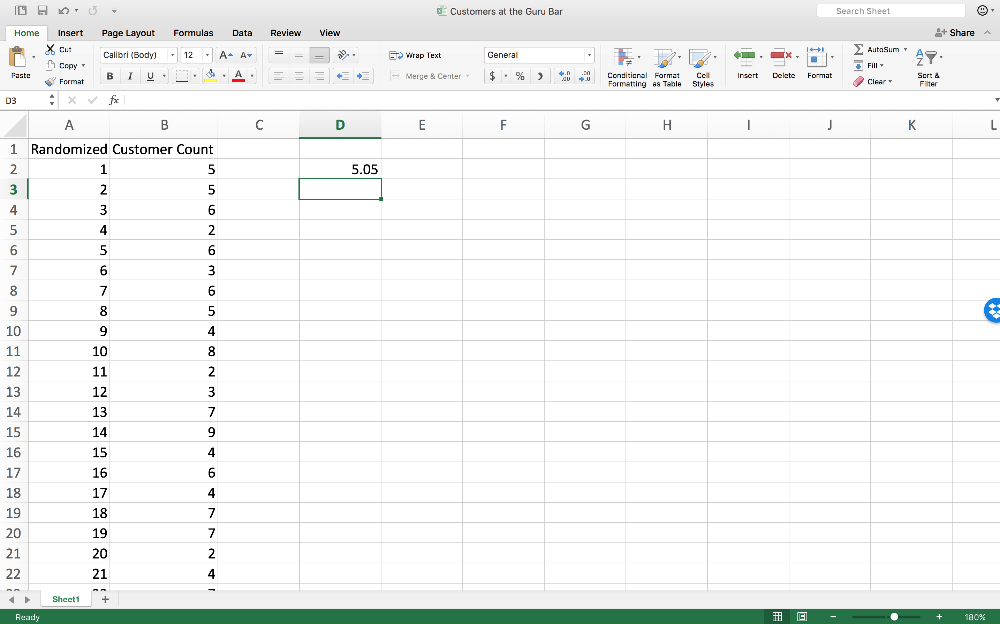 Customers at the Guru Bar
Search Sheet
Home Insert Page Layout Formulas Data Review View Share
Paste
Cut
Copy
Format
Calibri (Body) 12 A A
B I U A
Wrap Text
Merge & Center
General
$ % .0 .00 .00 .0
Conditional Formatting
Format as Table
Cell Styles
Insert
Delete
Format
AutoSum
Fill
Clear
A Z
Sort & Filter
D3 fx
A B C D E F G H I J K L
1 Randomized Customer Count
2 1 5 5.05
3 2 5
4 3 6
5 4 2
6 5 6
7 6 3
8 7 6
9 8 5
10 9 4
11 10 8
12 11 2
13 12 3
14 13 7
15 14 9
16 15 4
17 16 6
18 17 4
19 18 7
20 19 7
21 20 2
22 21 4
Sheet1 +
Ready 180%